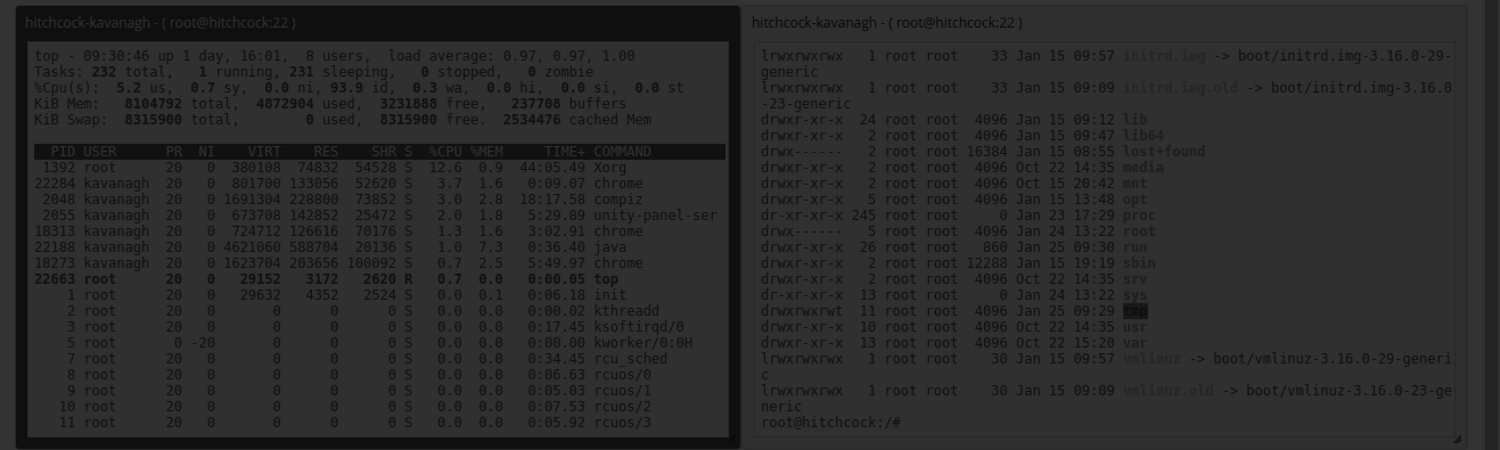 hitchcock-kavanagh - ( root@hitchcock:22 )
top - 09:30:46 up 1 day, 16:01,  8 users,  load average: 0.97, 0.97, 1.00
Tasks: 232 total,   1 running, 231 sleeping,   0 stopped,   0 zombie
%Cpu(s):  5.2 us,  0.7 sy,  0.0 ni, 93.9 id,  0.3 wa,  0.0 hi,  0.0 si,  0.0 st
KiB Mem:   8104792 total,  4872904 used,  3231888 free,   237708 buffers
KiB Swap:  8315900 total,        0 used,  8315900 free.  2534476 cached Mem
PID USER      PR  NI    VIRT    RES    SHR S  %CPU %MEM     TIME+ COMMAND
1392 root      20   0  380108  74832  54528 S  12.6  0.9  44:05.49 Xorg
22284 kavanagh  20   0  801700 133056  52620 S   3.7  1.6   0:09.07 chrome
2048 kavanagh  20   0 1691304 228800  73852 S   3.0  2.8  18:17.58 compiz
2055 kavanagh  20   0  673708 142852  25472 S   2.0  1.8   5:29.89 unity-panel-ser
18313 kavanagh  20   0  724712 126616  70176 S   1.3  1.6   3:02.91 chrome
22188 kavanagh  20   0 4621060 588704  20136 S   1.0  7.3   0:36.40 java
18273 kavanagh  20   0 1623704 203656 100092 S   0.7  2.5   5:49.97 chrome
22663 root      20   0   29152   3172   2620 R   0.7  0.0   0:00.05 top
1 root      20   0   29632   4352   2524 S   0.0  0.1   0:06.18 init
2 root      20   0       0      0      0 S   0.0  0.0   0:00.02 kthreadd
3 root      20   0       0      0      0 S   0.0  0.0   0:17.45 ksoftirqd/0
5 root       0 -20       0      0      0 S   0.0  0.0   0:00.00 kworker/0:0H
7 root      20   0       0      0      0 S   0.0  0.0   0:34.45 rcu_sched
8 root      20   0       0      0      0 S   0.0  0.0   0:06.63 rcuos/0
9 root      20   0       0      0      0 S   0.0  0.0   0:05.03 rcuos/1
10 root      20   0       0      0      0 S   0.0  0.0   0:07.53 rcuos/2
11 root      20   0       0      0      0 S   0.0  0.0   0:05.92 rcuos/3
hitchcock-kavanagh - ( root@hitchcock:22 )
lrwxrwxrwx   1 root root    33 Jan 15 09:57 initrd.img -> boot/initrd.img-3.16.0-29-
generic
lrwxrwxrwx   1 root root    33 Jan 15 09:09 initrd.img.old -> boot/initrd.img-3.16.0
-23-generic
drwxr-xr-x  24 root root  4096 Jan 15 09:12 lib
drwxr-xr-x   2 root root  4096 Jan 15 09:47 lib64
drwx------   2 root root 16384 Jan 15 08:55 lost+found
drwxr-xr-x   2 root root  4096 Oct 22 14:35 media
drwxr-xr-x   2 root root  4096 Oct 15 20:42 mnt
drwxr-xr-x   5 root root  4096 Jan 15 13:48 opt
dr-xr-xr-x 245 root root     0 Jan 23 17:29 proc
drwx------   5 root root  4096 Jan 24 13:22 root
drwxr-xr-x  26 root root   860 Jan 25 09:30 run
drwxr-xr-x   2 root root 12288 Jan 15 19:19 sbin
drwxr-xr-x   2 root root  4096 Oct 22 14:35 srv
dr-xr-xr-x  13 root root     0 Jan 24 13:22 sys
drwxrwxrwt  11 root root  4096 Jan 25 09:29 tmp
drwxr-xr-x  10 root root  4096 Oct 22 14:35 usr
drwxr-xr-x  13 root root  4096 Oct 22 15:20 var
lrwxrwxrwx   1 root root    30 Jan 15 09:57 vmlinuz -> boot/vmlinuz-3.16.0-29-generi
c
lrwxrwxrwx   1 root root    30 Jan 15 09:09 vmlinuz.old -> boot/vmlinuz-3.16.0-23-ge
neric
root@hitchcock:/#